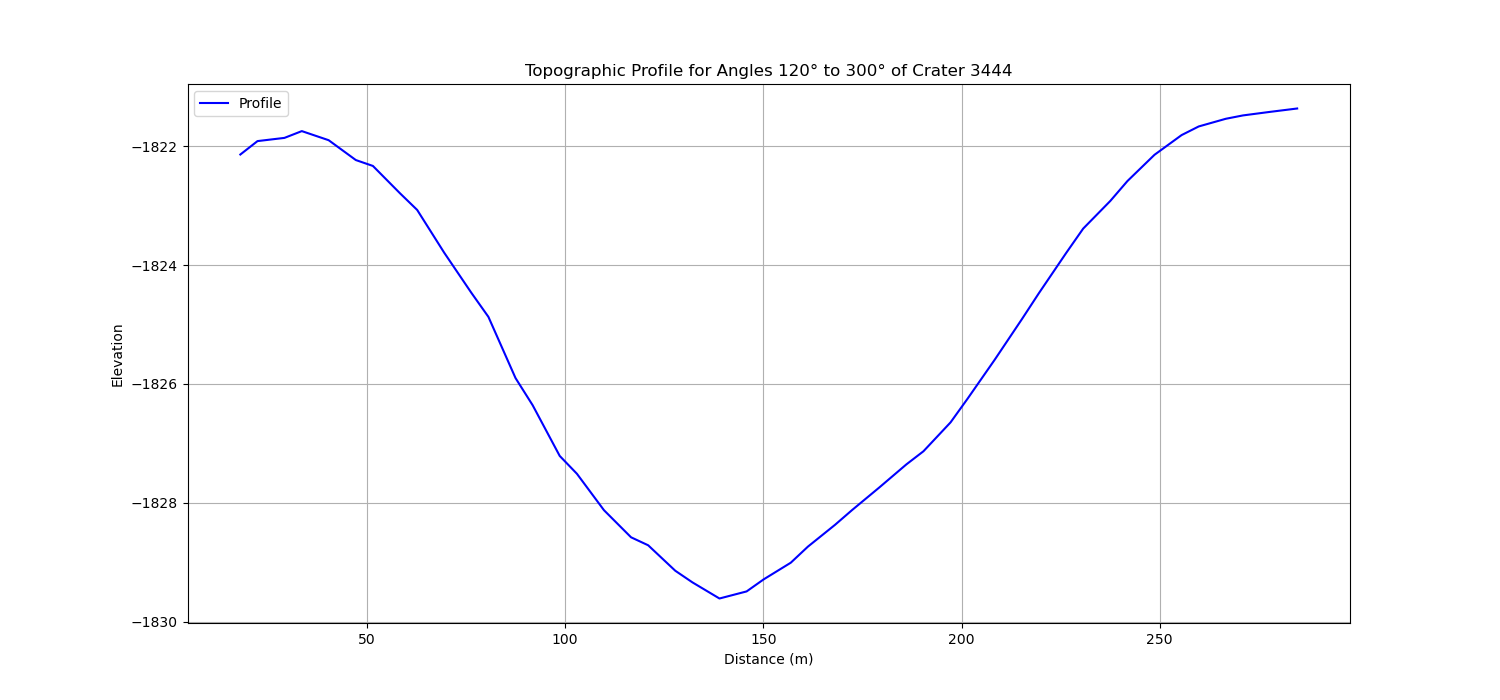 Topographic Profile for Angles 120° to 300° of Crater 3444
Profile
−1822
−1824
−1826
−1828
−1830
Elevation
50 100 150 200 250
Distance (m)